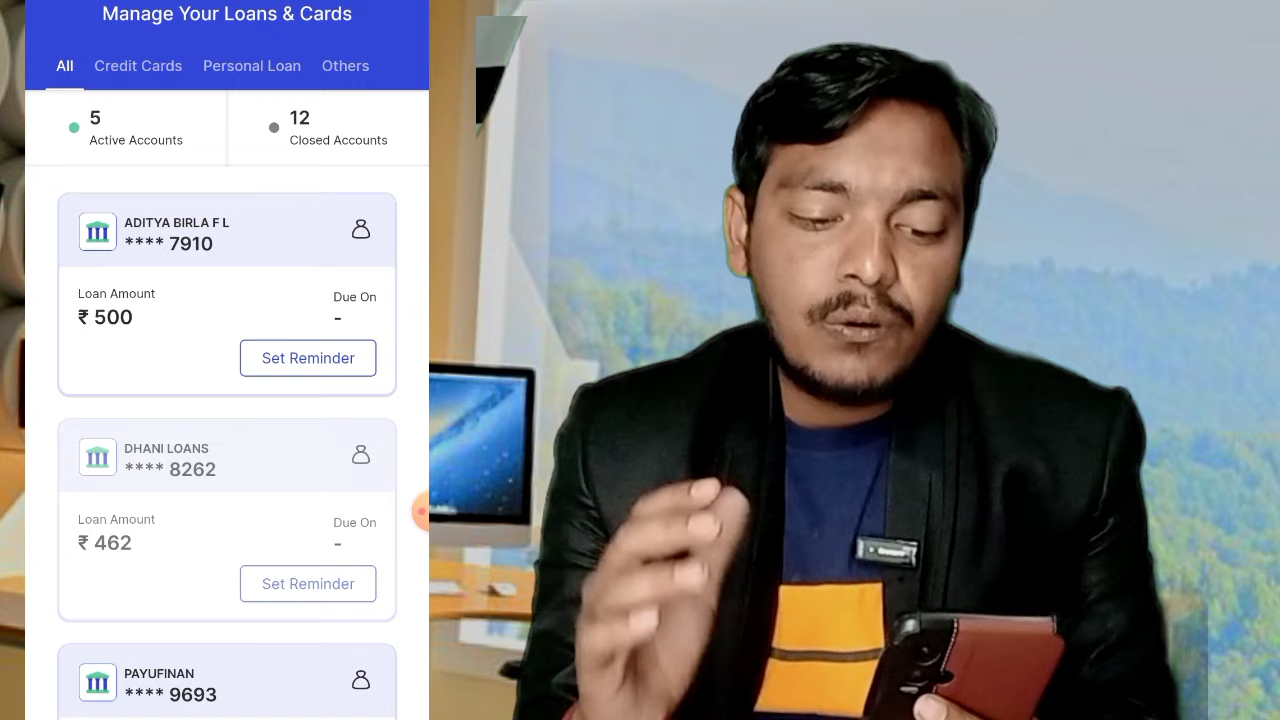 Manage Your Loans & Cards
All Credit Cards Personal Loan Others
5
Active Accounts
12
Closed Accounts
ADITYA BIRLA F L
**** 7910
Loan Amount
₹ 500
Due On
-
Set Reminder
DHANI LOANS
**** 8262
Loan Amount
₹ 462
Due On
-
Set Reminder
PAYUFINAN
**** 9693